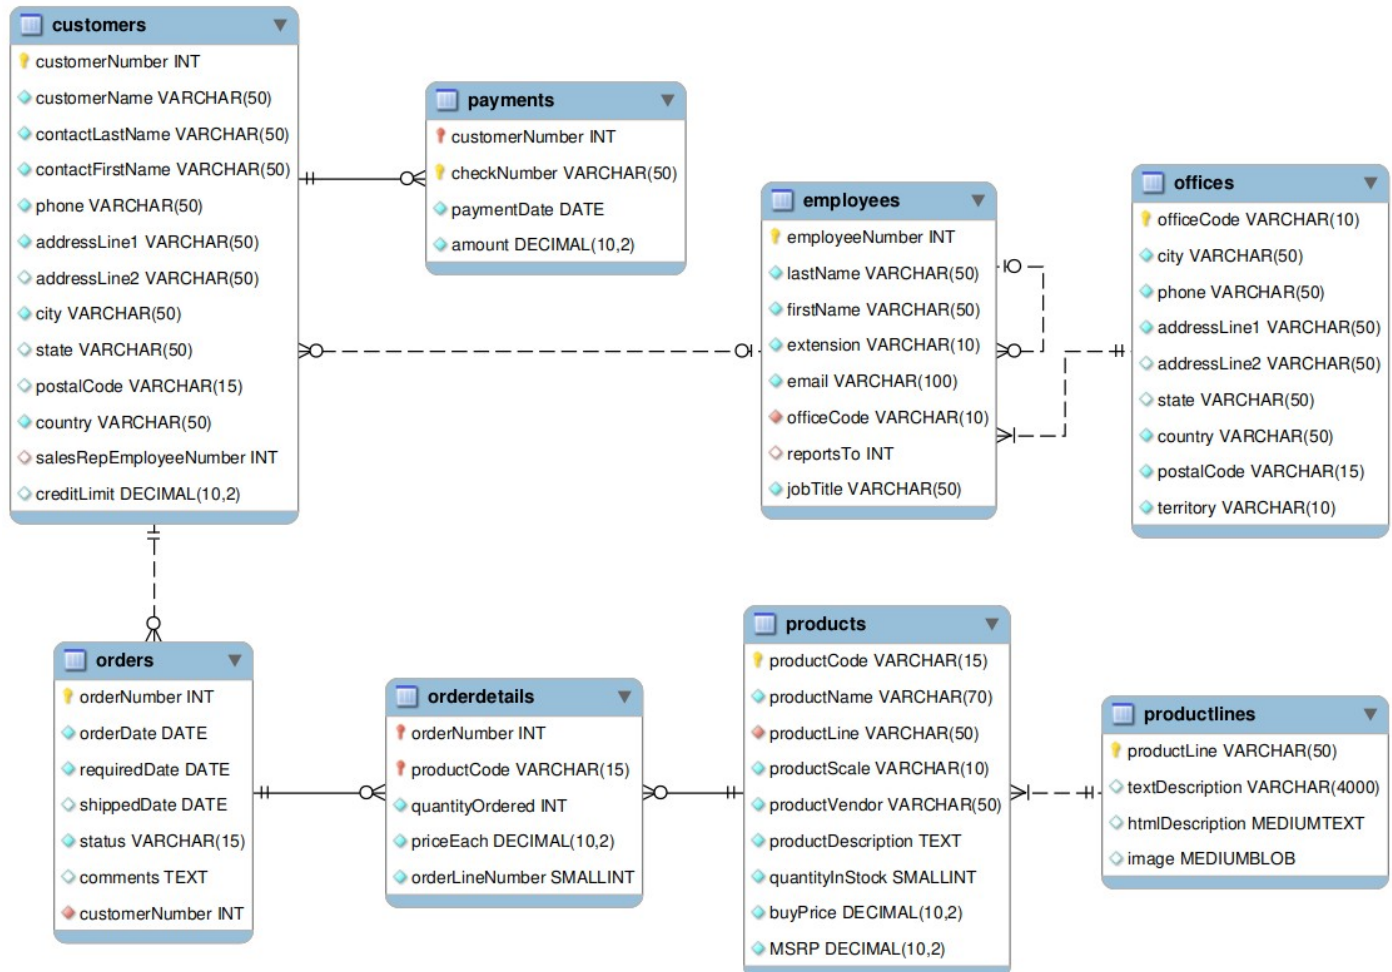 customers
customerNumber INT
customerName VARCHAR(50)
contactLastName VARCHAR(50)
contactFirstName VARCHAR(50)
phone VARCHAR(50)
addressLine1 VARCHAR(50)
addressLine2 VARCHAR(50)
city VARCHAR(50)
state VARCHAR(50)
postalCode VARCHAR(15)
country VARCHAR(50)
salesRepEmployeeNumber INT
creditLimit DECIMAL(10,2)
payments
customerNumber INT
checkNumber VARCHAR(50)
paymentDate DATE
amount DECIMAL(10,2)
employees
employeeNumber INT
lastName VARCHAR(50)
firstName VARCHAR(50)
extension VARCHAR(10)
email VARCHAR(100)
officeCode VARCHAR(10)
reportsTo INT
jobTitle VARCHAR(50)
offices
officeCode VARCHAR(10)
city VARCHAR(50)
phone VARCHAR(50)
addressLine1 VARCHAR(50)
addressLine2 VARCHAR(50)
state VARCHAR(50)
country VARCHAR(50)
postalCode VARCHAR(15)
territory VARCHAR(10)
orders
orderNumber INT
orderDate DATE
requiredDate DATE
shippedDate DATE
status VARCHAR(15)
comments TEXT
customerNumber INT
orderdetails
orderNumber INT
productCode VARCHAR(15)
quantityOrdered INT
priceEach DECIMAL(10,2)
orderLineNumber SMALLINT
products
productCode VARCHAR(15)
productName VARCHAR(70)
productLine VARCHAR(50)
productScale VARCHAR(10)
productVendor VARCHAR(50)
productDescription TEXT
quantityInStock SMALLINT
buyPrice DECIMAL(10,2)
MSRP DECIMAL(10,2)
productlines
productLine VARCHAR(50)
textDescription VARCHAR(4000)
htmlDescription MEDIUMTEXT
image MEDIUMBLOB